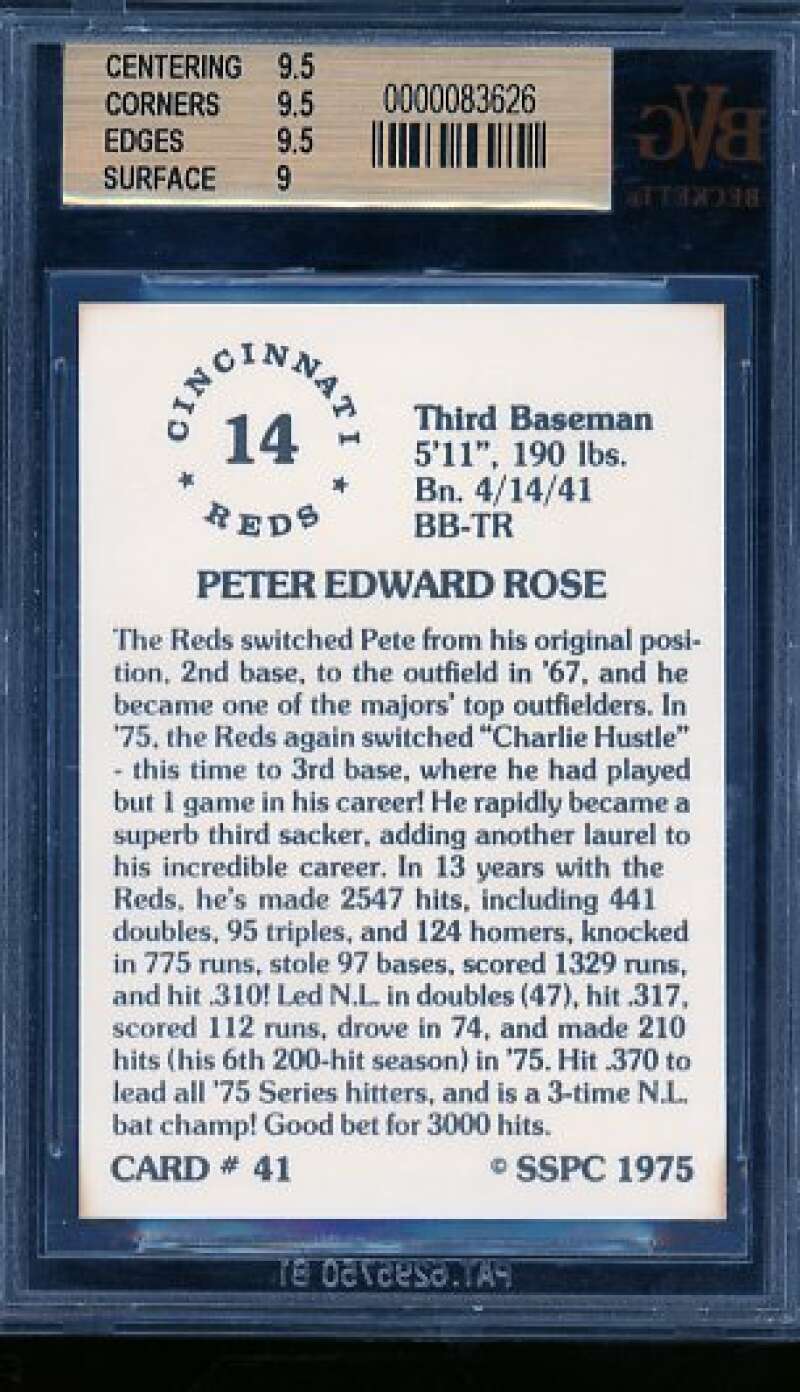 CENTERING 9.5
CORNERS 9.5
EDGES 9.5
SURFACE 9
0000083626
BVG
BECKETT
CINCINNATI
14
REDS
Third Baseman
5'11", 190 lbs.
Bn. 4/14/41
BB-TR
PETER EDWARD ROSE
The Reds switched Pete from his original posi-
tion, 2nd base, to the outfield in '67, and he
became one of the majors' top outfielders. In
'75, the Reds again switched "Charlie Hustle"
- this time to 3rd base, where he had played
but 1 game in his career! He rapidly became a
superb third sacker, adding another laurel to
his incredible career. In 13 years with the
Reds, he's made 2547 hits, including 441
doubles, 95 triples, and 124 homers, knocked
in 775 runs, stole 97 bases, scored 1329 runs,
and hit .310! Led N.L. in doubles (47), hit .317,
scored 112 runs, drove in 74, and made 210
hits (his 6th 200-hit season) in '75. Hit .370 to
lead all '75 Series hitters, and is a 3-time N.L.
bat champ! Good bet for 3000 hits.
CARD # 41 © SSPC 1975
PAT.6295750 B1